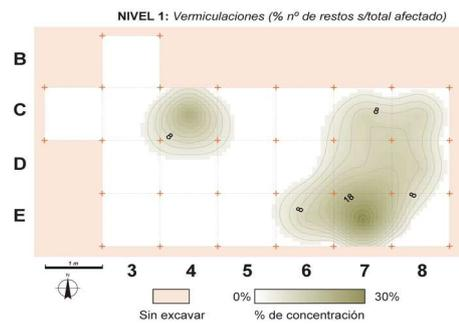 NIVEL 1: Vermiculaciones (% nº de restos s/total afectado)
B
C
D
E
8
8
8
18
8
1 m
3 4 5 6 7 8
N
0% 30%
Sin excavar % de concentración